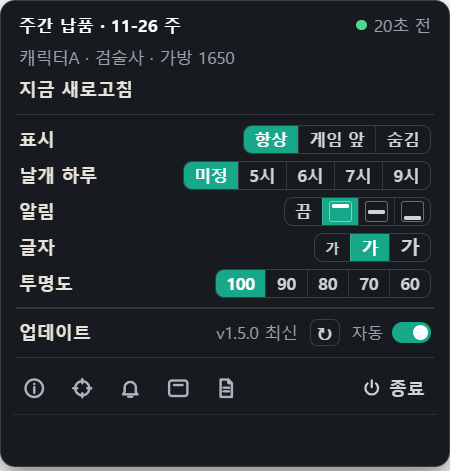 주간 납품 · 11-26 주 20초 전
캐릭터A · 검술사 · 가방 1650
지금 새로고침
표시 항상 게임 앞 숨김
날개 하루 미정 5시 6시 7시 9시
알림 끔
글자 가 가 가
투명도 100 90 80 70 60
업데이트 v1.5.0 최신 자동
종료